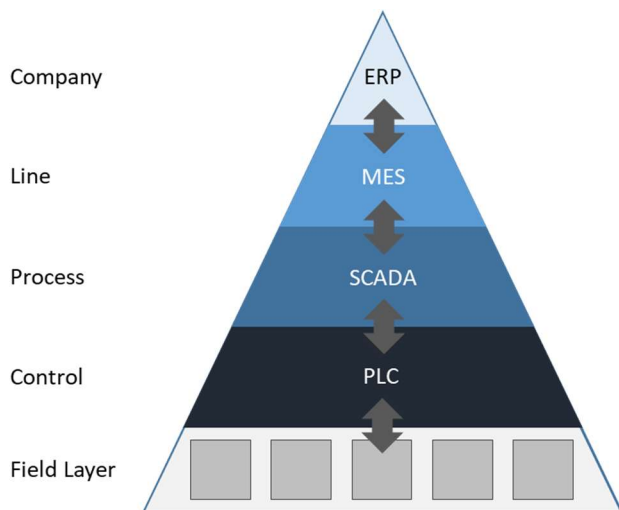 Company
ERP
Line
MES
Process
SCADA
Control
PLC
Field Layer